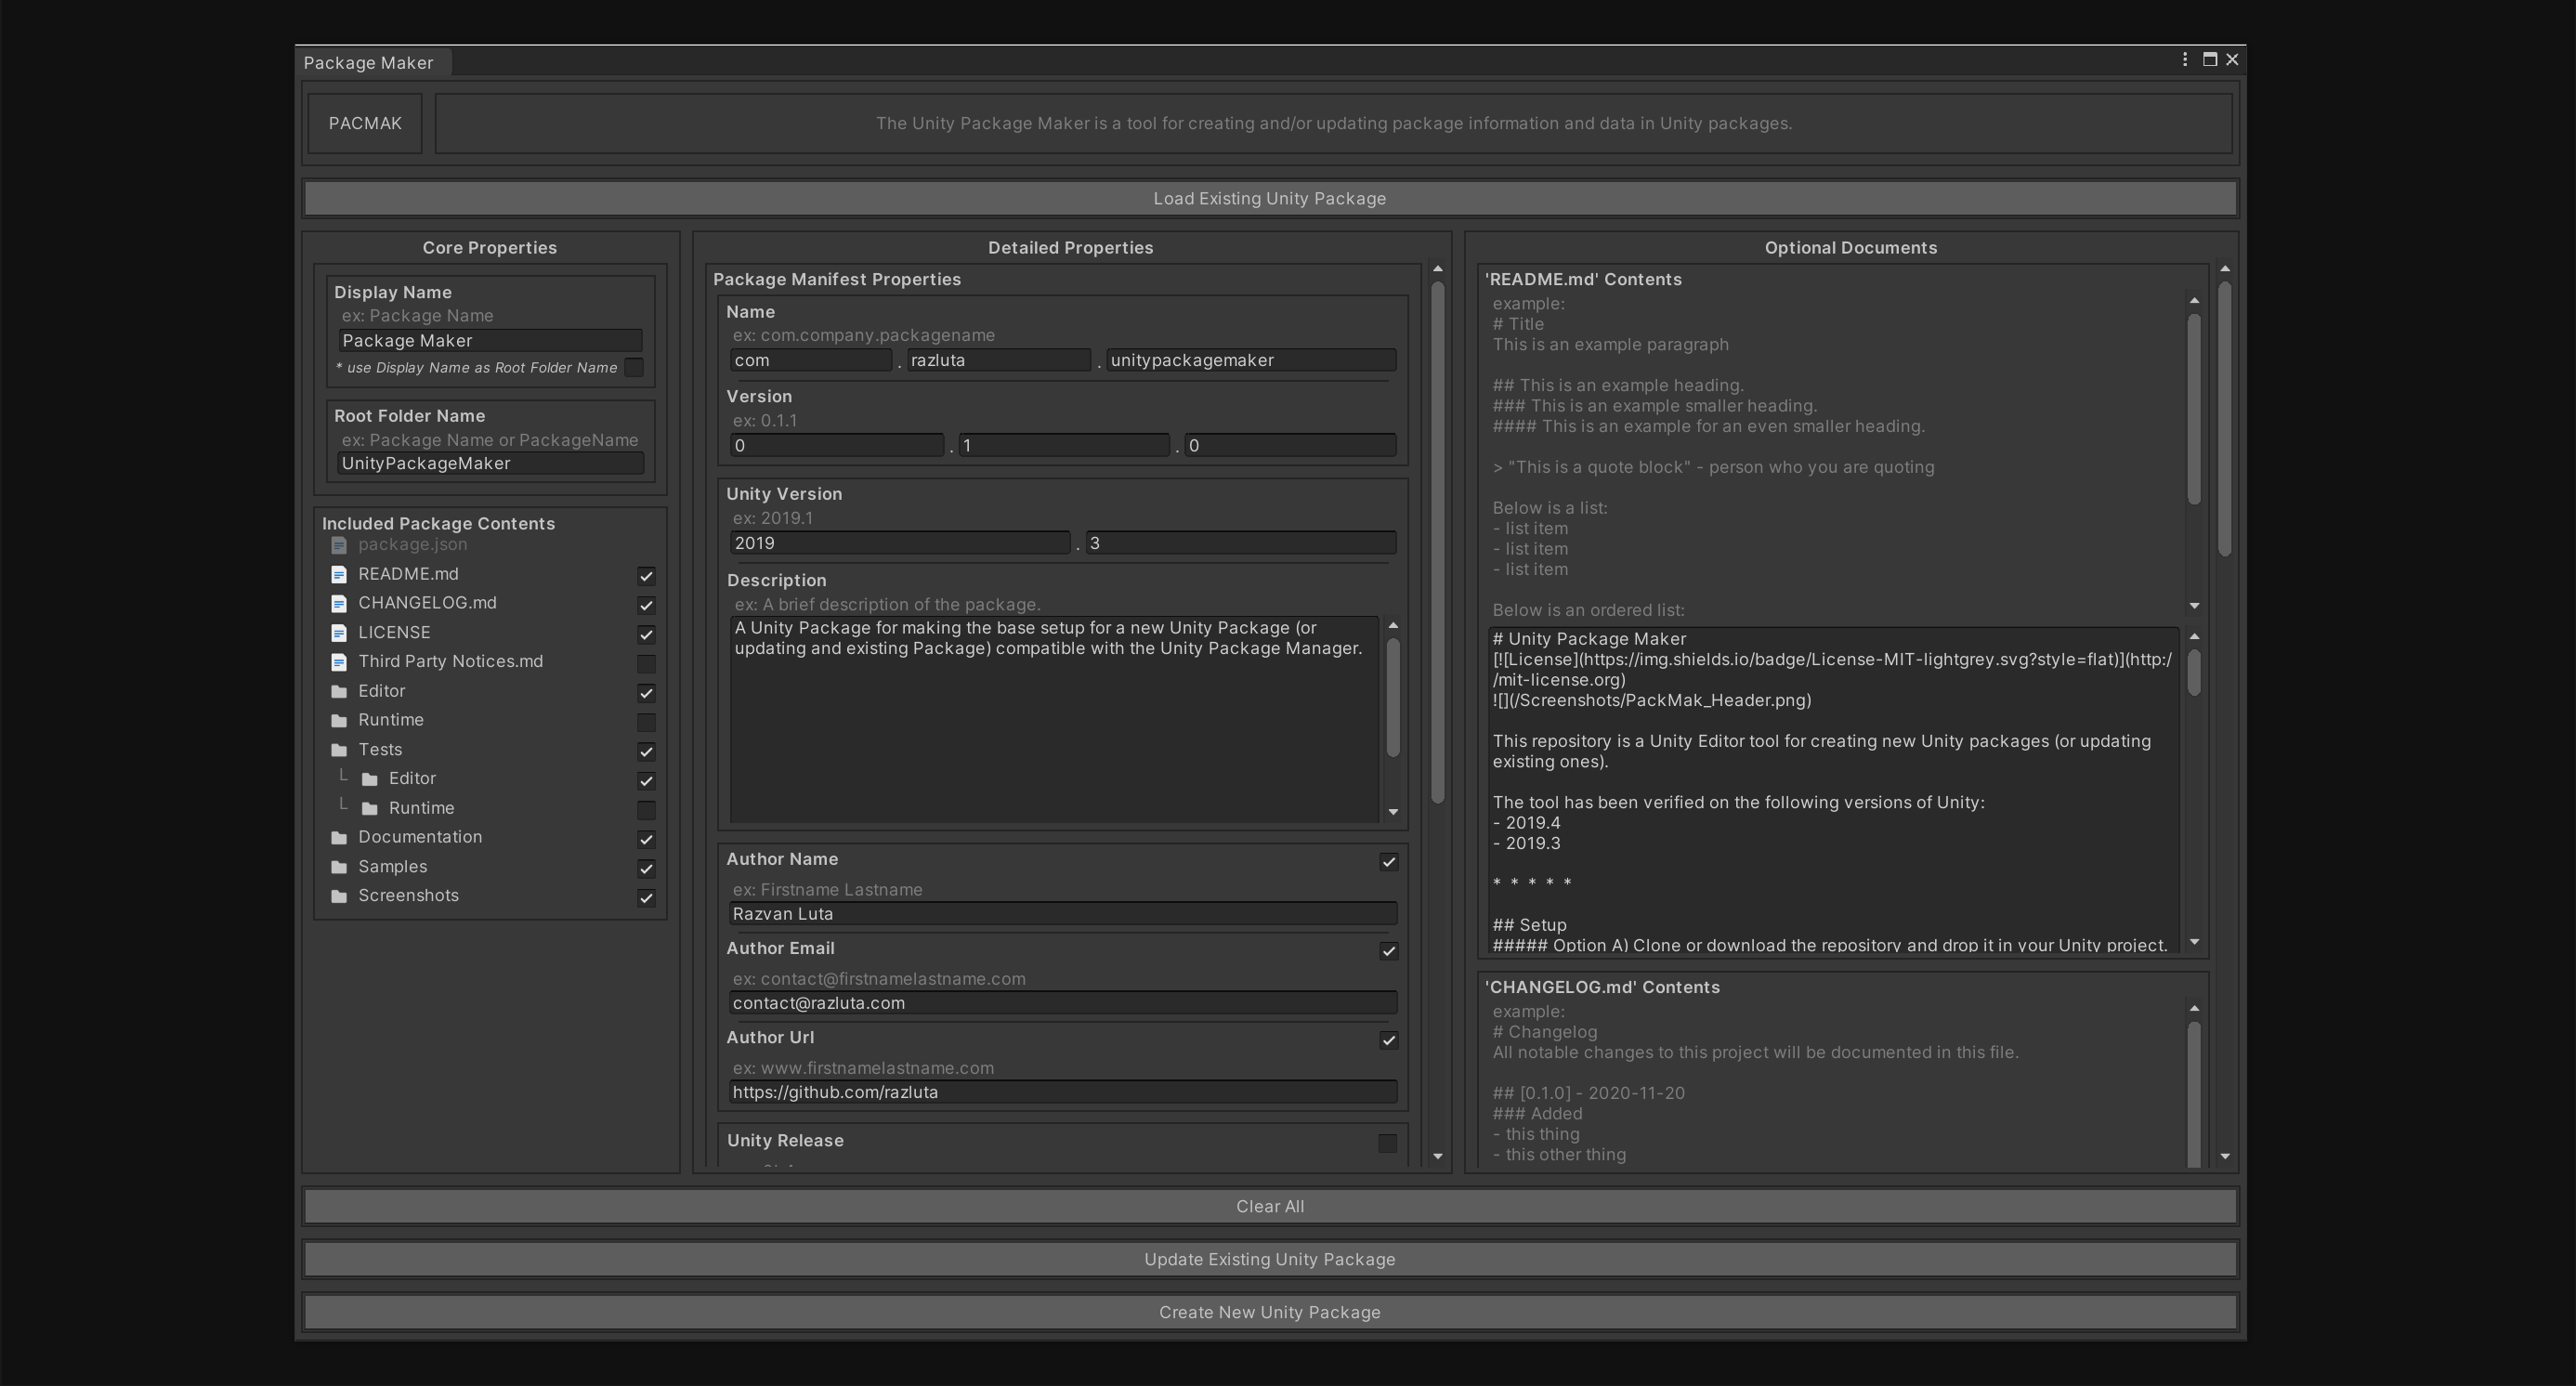 Package Maker
PACMAK
The Unity Package Maker is a tool for creating and/or updating package information and data in Unity packages.
Load Existing Unity Package
Core Properties
Display Name
ex: Package Name
Package Maker
* use Display Name as Root Folder Name
Root Folder Name
ex: Package Name or PackageName
UnityPackageMaker
Included Package Contents
package.json
README.md
CHANGELOG.md
LICENSE
Third Party Notices.md
Editor
Runtime
Tests
Editor
Runtime
Documentation
Samples
Screenshots
Detailed Properties
Package Manifest Properties
Name
ex: com.company.packagename
com . razluta . unitypackagemaker
Version
ex: 0.1.1
0 . 1 . 0
Unity Version
ex: 2019.1
2019 . 3
Description
ex: A brief description of the package.
A Unity Package for making the base setup for a new Unity Package (or
updating and existing Package) compatible with the Unity Package Manager.
Author Name
ex: Firstname Lastname
Razvan Luta
Author Email
ex: contact@firstnamelastname.com
contact@razluta.com
Author Url
ex: www.firstnamelastname.com
https://github.com/razluta
Unity Release
Optional Documents
'README.md' Contents
example:
# Title
This is an example paragraph
## This is an example heading.
### This is an example smaller heading.
#### This is an example for an even smaller heading.
> "This is a quote block" - person who you are quoting
Below is a list:
- list item
- list item
- list item
Below is an ordered list:
# Unity Package Maker
[![License](https://img.shields.io/badge/License-MIT-lightgrey.svg?style=flat)](http:/
/mit-license.org)
![](/Screenshots/PackMak_Header.png)
This repository is a Unity Editor tool for creating new Unity packages (or updating
existing ones).
The tool has been verified on the following versions of Unity:
- 2019.4
- 2019.3
* * * * *
## Setup
##### Option A) Clone or download the repository and drop it in your Unity project.
'CHANGELOG.md' Contents
example:
# Changelog
All notable changes to this project will be documented in this file.
## [0.1.0] - 2020-11-20
### Added
- this thing
- this other thing
Clear All
Update Existing Unity Package
Create New Unity Package